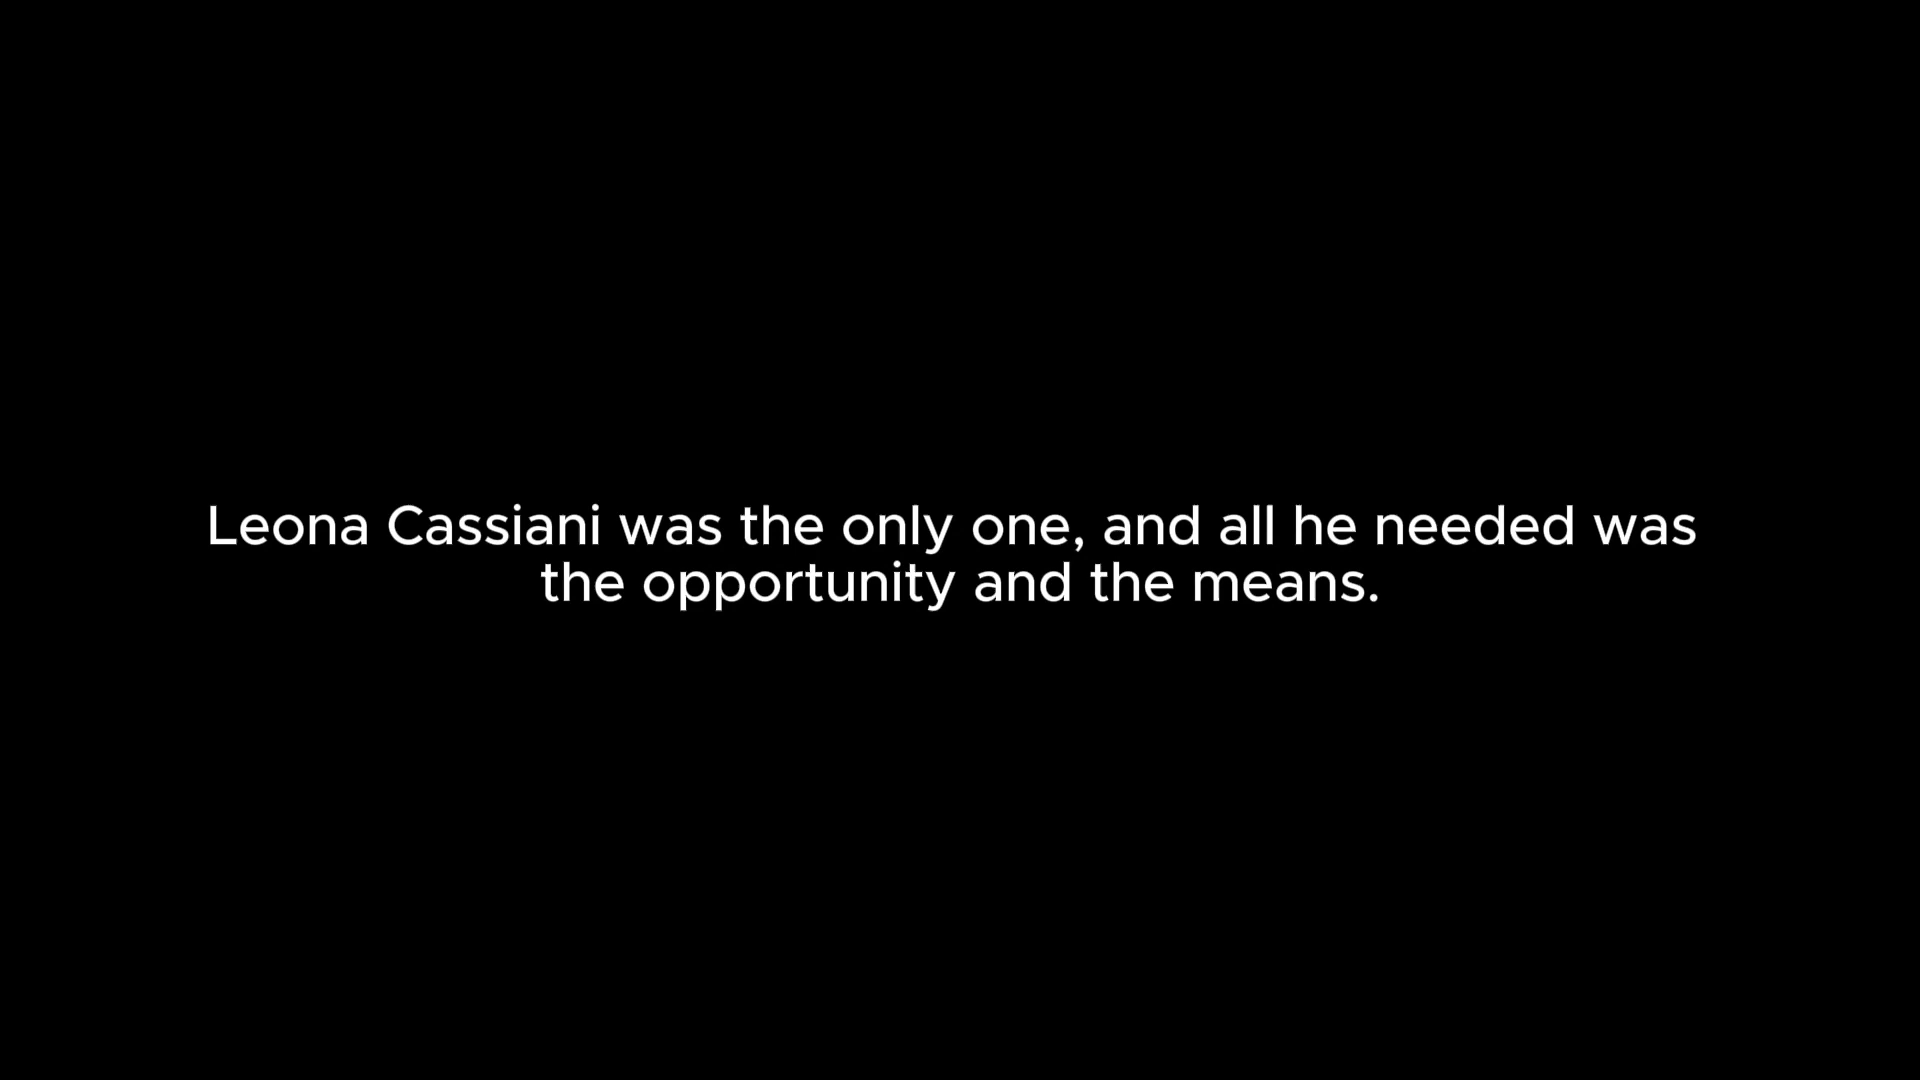 Leona Cassiani was the only one, and all he needed was
the opportunity and the means.